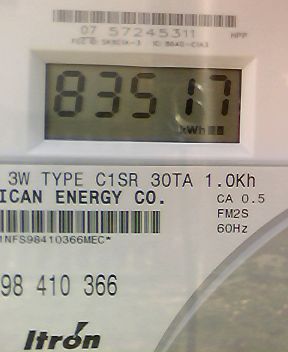 07 57245311
83517
kWh
3W TYPE C1SR 30TA 1.0Kh
ICAN ENERGY CO.
CA 0.5
FM2S
60Hz
1NFS98410366MEC*
98 410 366
Itron